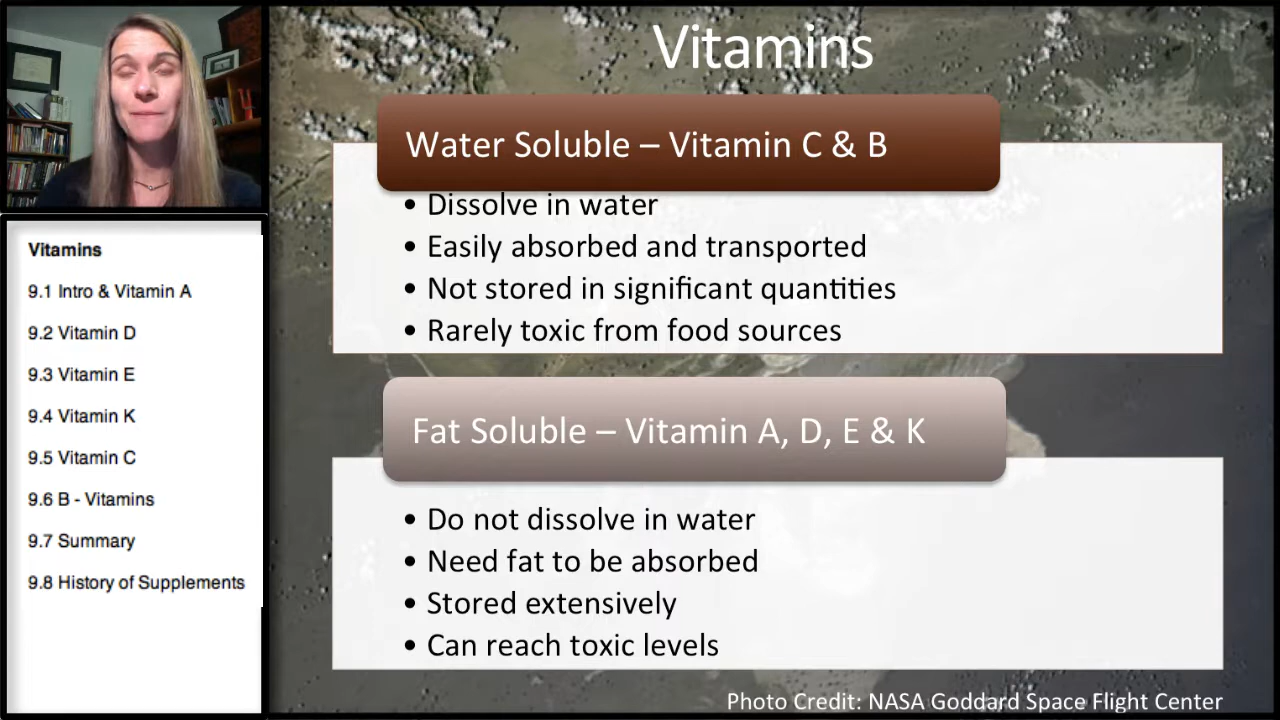 Vitamins
Water Soluble – Vitamin C & B
• Dissolve in water
• Easily absorbed and transported
• Not stored in significant quantities
• Rarely toxic from food sources
Fat Soluble – Vitamin A, D, E & K
• Do not dissolve in water
• Need fat to be absorbed
• Stored extensively
• Can reach toxic levels
Photo Credit: NASA Goddard Space Flight Center
Vitamins
9.1 Intro & Vitamin A
9.2 Vitamin D
9.3 Vitamin E
9.4 Vitamin K
9.5 Vitamin C
9.6 B - Vitamins
9.7 Summary
9.8 History of Supplements